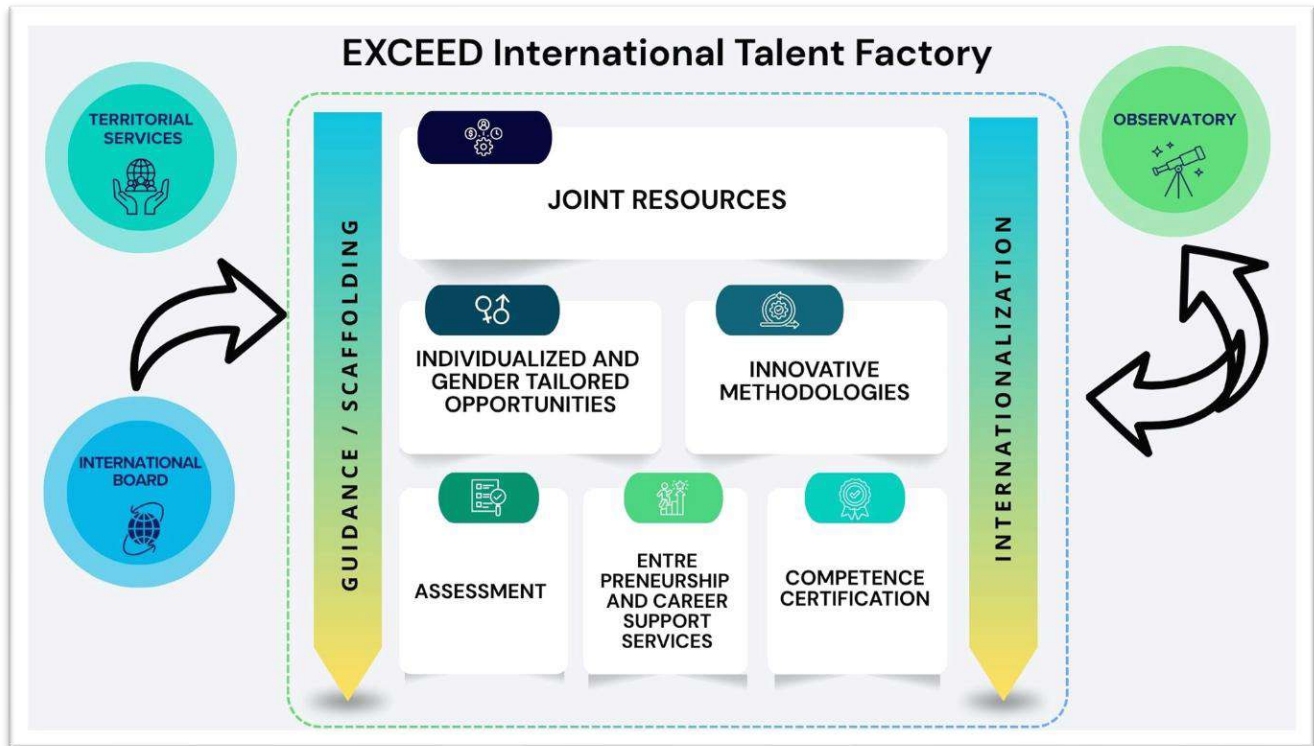 EXCEED International Talent Factory
TERRITORIAL
SERVICES
OBSERVATORY
GUIDANCE / SCAFFOLDING
JOINT RESOURCES
INTERNATIONALIZATION
INDIVIDUALIZED AND
GENDER TAILORED
OPPORTUNITIES
INNOVATIVE
METHODOLOGIES
INTERNATIONAL
BOARD
ASSESSMENT
ENTRE
PRENEURSHIP
AND CAREER
SUPPORT
SERVICES
COMPETENCE
CERTIFICATION